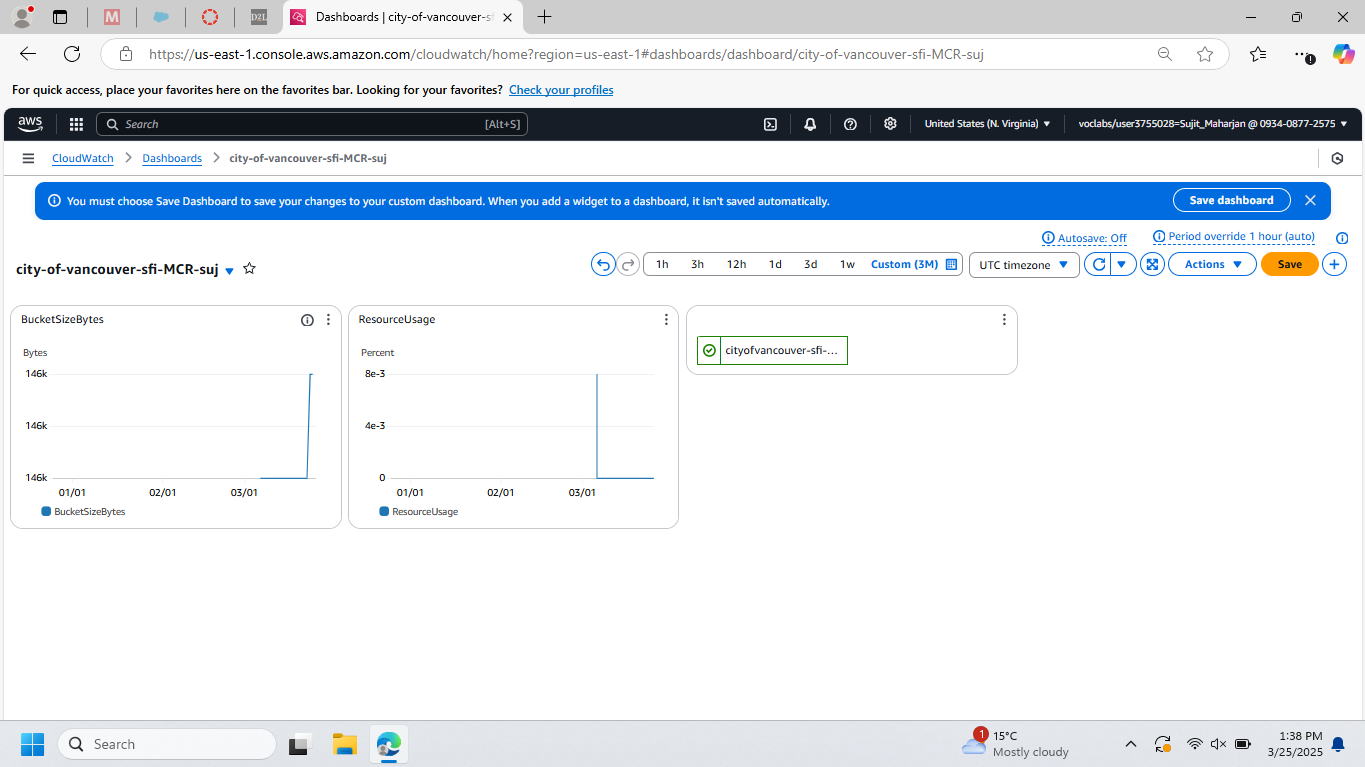 M
D2L
Dashboards | city-of-vancouver-sf
https://us-east-1.console.aws.amazon.com/cloudwatch/home?region=us-east-1#dashboards/dashboard/city-of-vancouver-sfi-MCR-suj
For quick access, place your favorites here on the favorites bar. Looking for your favorites? Check your profiles
aws
Search
[Alt+S]
United States (N. Virginia)
voclabs/user3755028=Sujit_Maharjan @ 0934-0877-2575
CloudWatch
Dashboards
city-of-vancouver-sfi-MCR-suj
You must choose Save Dashboard to save your changes to your custom dashboard. When you add a widget to a dashboard, it isn't saved automatically.
Save dashboard
Autosave: Off
Period override 1 hour (auto)
city-of-vancouver-sfi-MCR-suj
1h 3h 12h 1d 3d 1w Custom (3M)
UTC timezone
Actions
Save
BucketSizeBytes
Bytes
146k
146k
146k
01/01 02/01 03/01
BucketSizeBytes
ResourceUsage
Percent
8e-3
4e-3
0
01/01 02/01 03/01
ResourceUsage
cityofvancouver-sfi-...
Search
1
15°C
Mostly cloudy
1:38 PM
3/25/2025